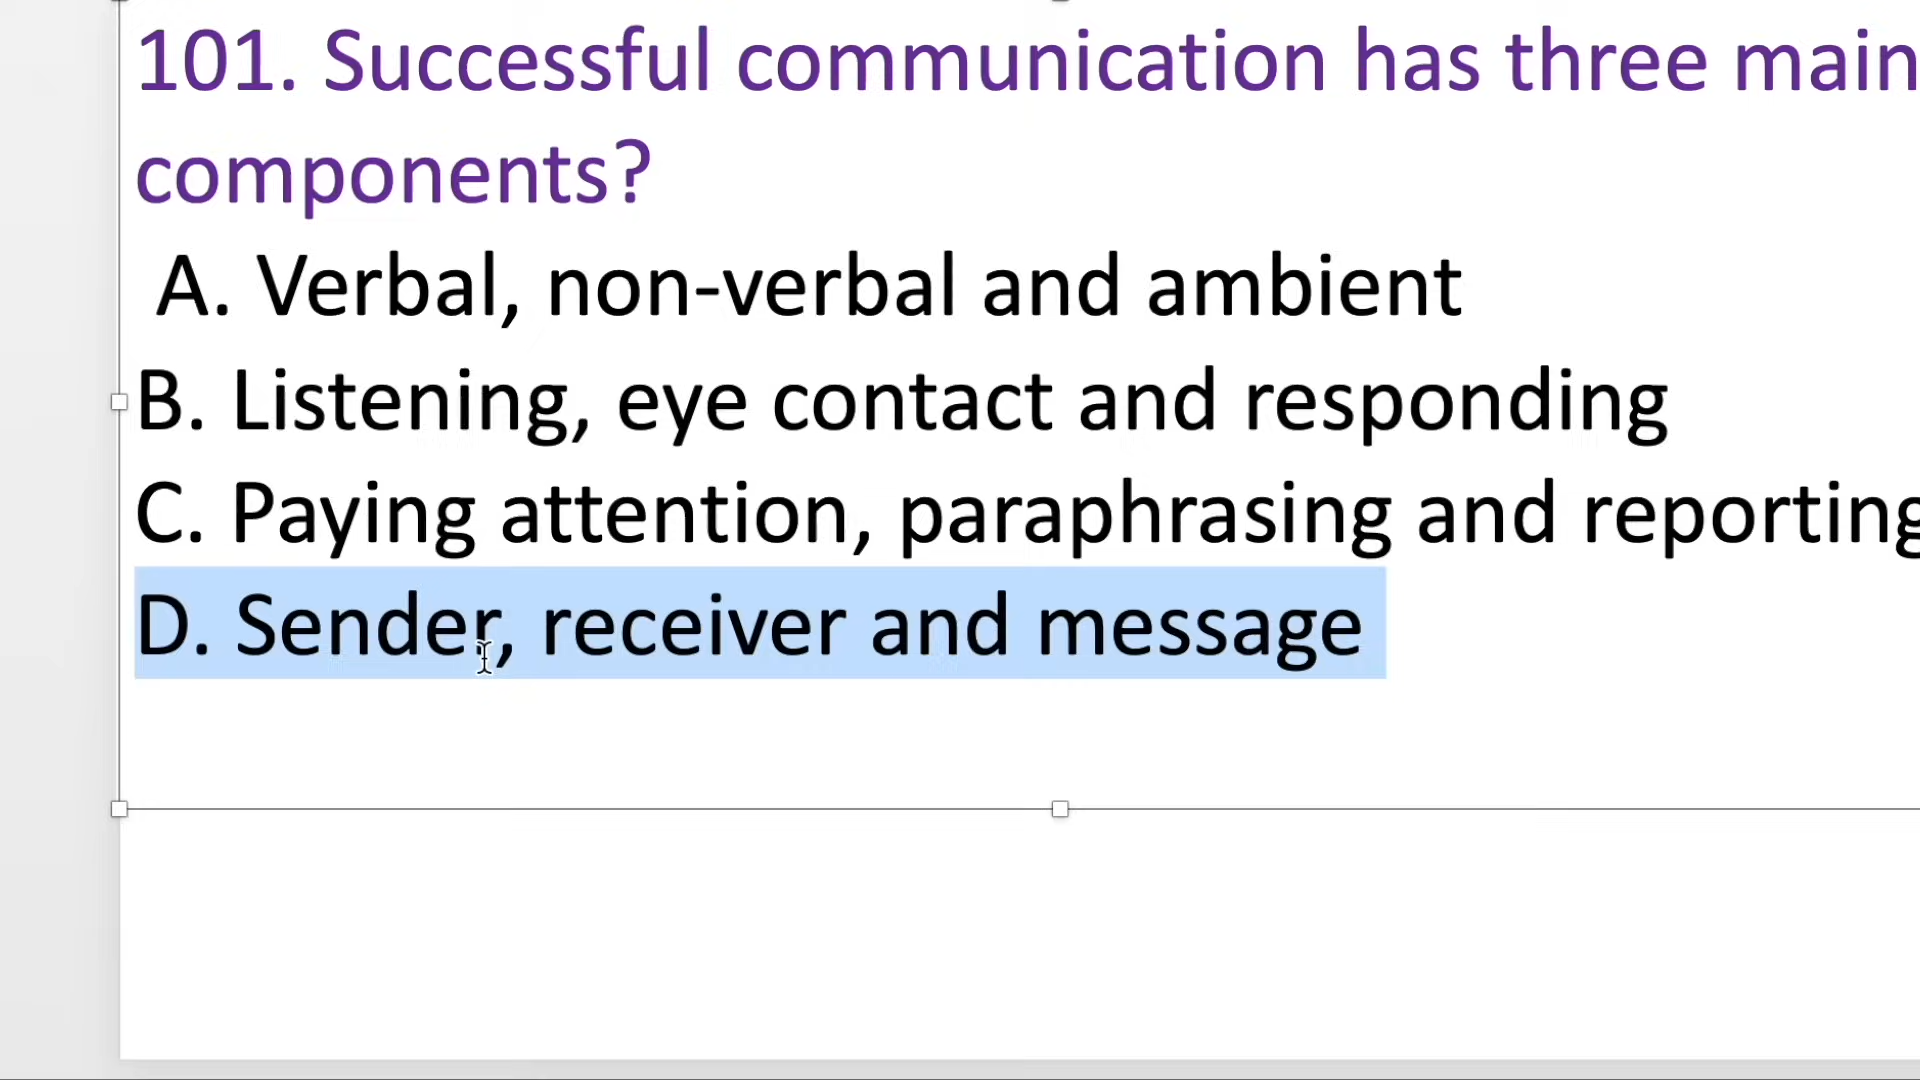 101. Successful communication has three main
components?
A. Verbal, non-verbal and ambient
B. Listening, eye contact and responding
C. Paying attention, paraphrasing and reporting
D. Sender, receiver and message